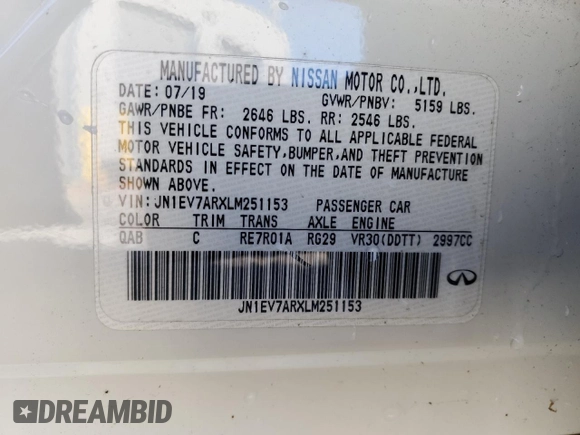 MANUFACTURED BY NISSAN MOTOR CO.,LTD.
DATE: 07/19 GVWR/PNBV: 5159 LBS.
GAWR/PNBE FR: 2646 LBS. RR: 2546 LBS.
THIS VEHICLE CONFORMS TO ALL APPLICABLE FEDERAL
MOTOR VEHICLE SAFETY,BUMPER,AND THEFT PREVENTION
STANDARDS IN EFFECT ON THE DATE OF MANUFACTURE
SHOWN ABOVE.
VIN: JN1EV7ARXLM251153 PASSENGER CAR
COLOR TRIM TRANS AXLE ENGINE
QAB C RE7R01A RG29 VR30(DDTT) 2997CC
JN1EV7ARXLM251153
DREAMBID